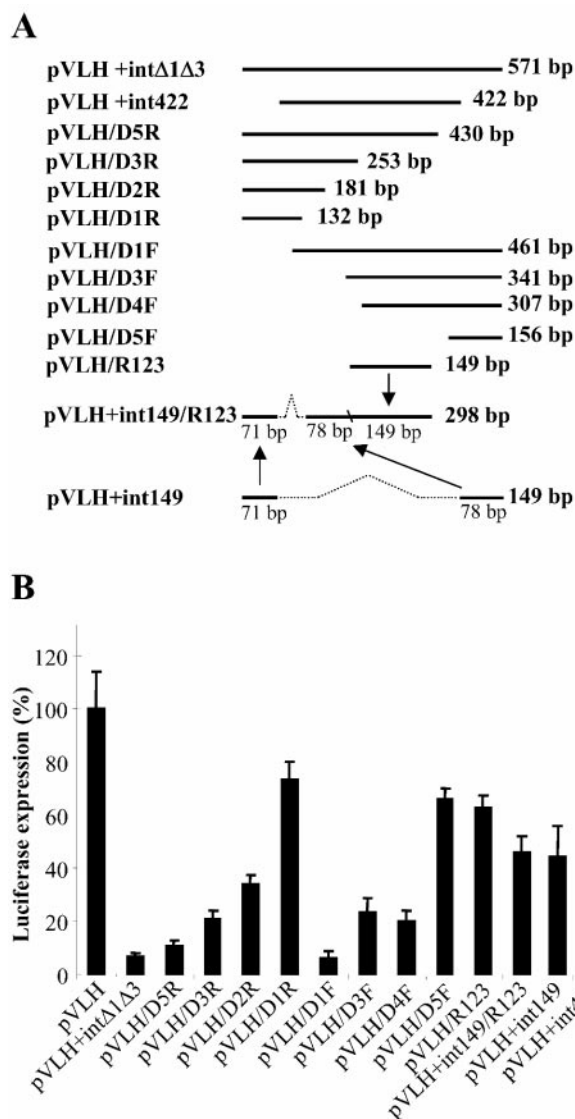 A
pVLH +intΔ1Δ3 571 bp
pVLH +int422 422 bp
pVLH/D5R 430 bp
pVLH/D3R 253 bp
pVLH/D2R 181 bp
pVLH/D1R 132 bp
pVLH/D1F 461 bp
pVLH/D3F 341 bp
pVLH/D4F 307 bp
pVLH/D5F 156 bp
pVLH/R123 149 bp
pVLH+int149/R123 298 bp
71 bp 78 bp 149 bp
pVLH+int149 149 bp
71 bp 78 bp
B
Luciferase expression (%)
120
100
80
60
40
20
0
pVLH
pVLH+intΔ1Δ3
pVLH/D5R
pVLH/D3R
pVLH/D2R
pVLH/D1R
pVLH/D1F
pVLH/D3F
pVLH/D4F
pVLH/D5F
pVLH/R123
pVLH+int149/R123
pVLH+int149